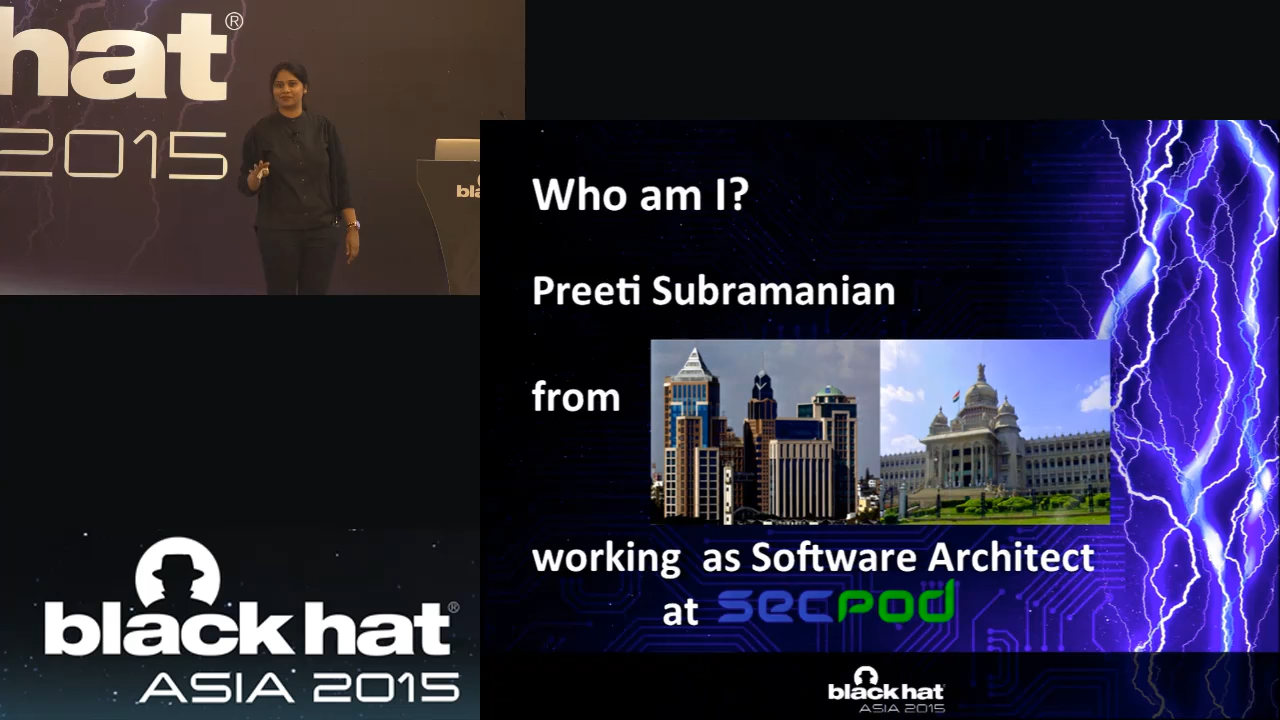 hat®
2015
Who am I?
Preeti Subramanian
from
working as Software Architect
at secpod
black hat®
ASIA 2015
black hat
ASIA 2015